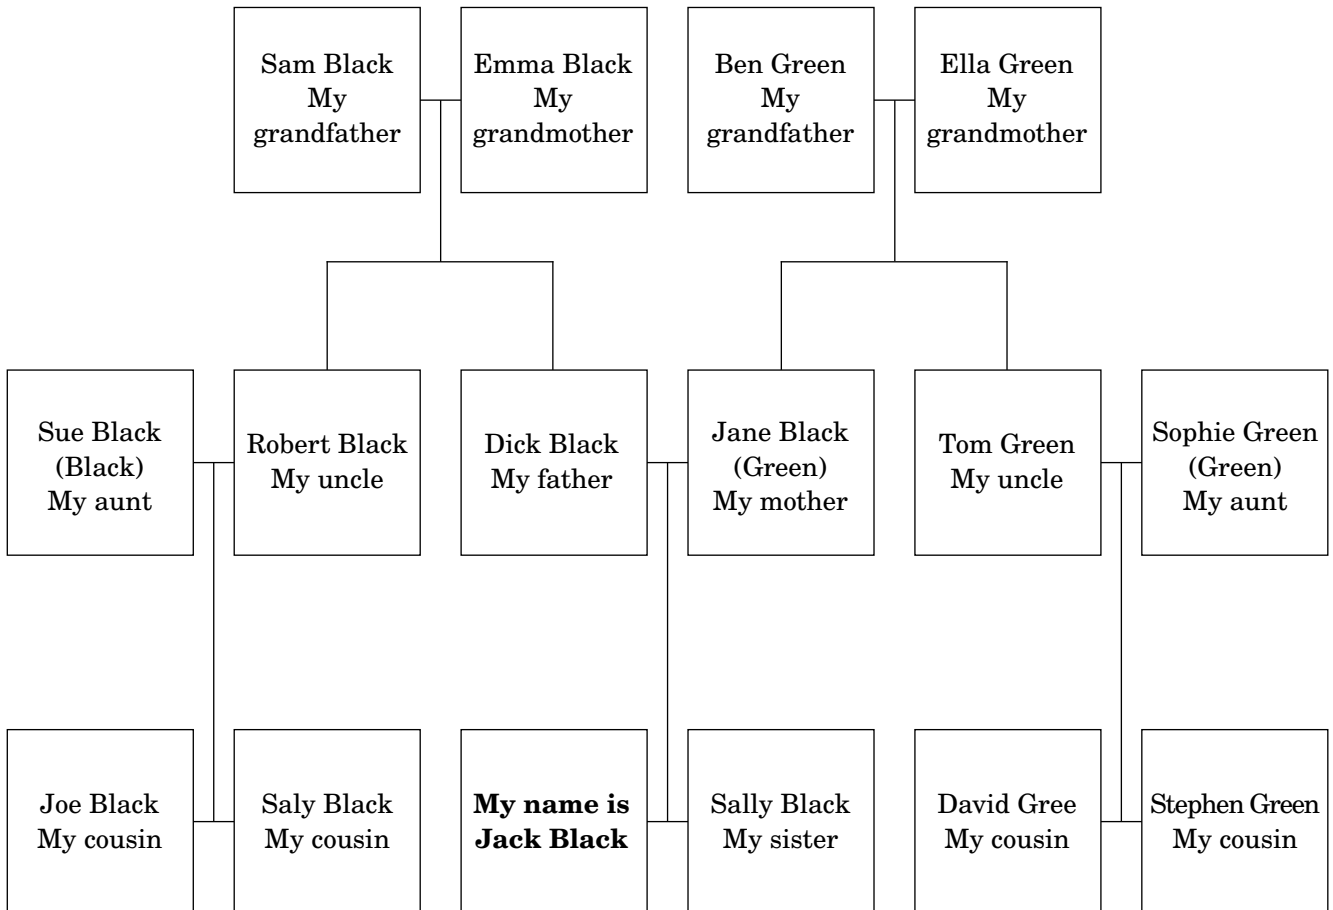 Sam Black
My
grandfather
Emma Black
My
grandmother
Ben Green
My
grandfather
Ella Green
My
grandmother
Sue Black
(Black)
My aunt
Robert Black
My uncle
Dick Black
My father
Jane Black
(Green)
My mother
Tom Green
My uncle
Sophie Green
(Green)
My aunt
Joe Black
My cousin
Saly Black
My cousin
My name is
Jack Black
Sally Black
My sister
David Gree
My cousin
Stephen Green
My cousin